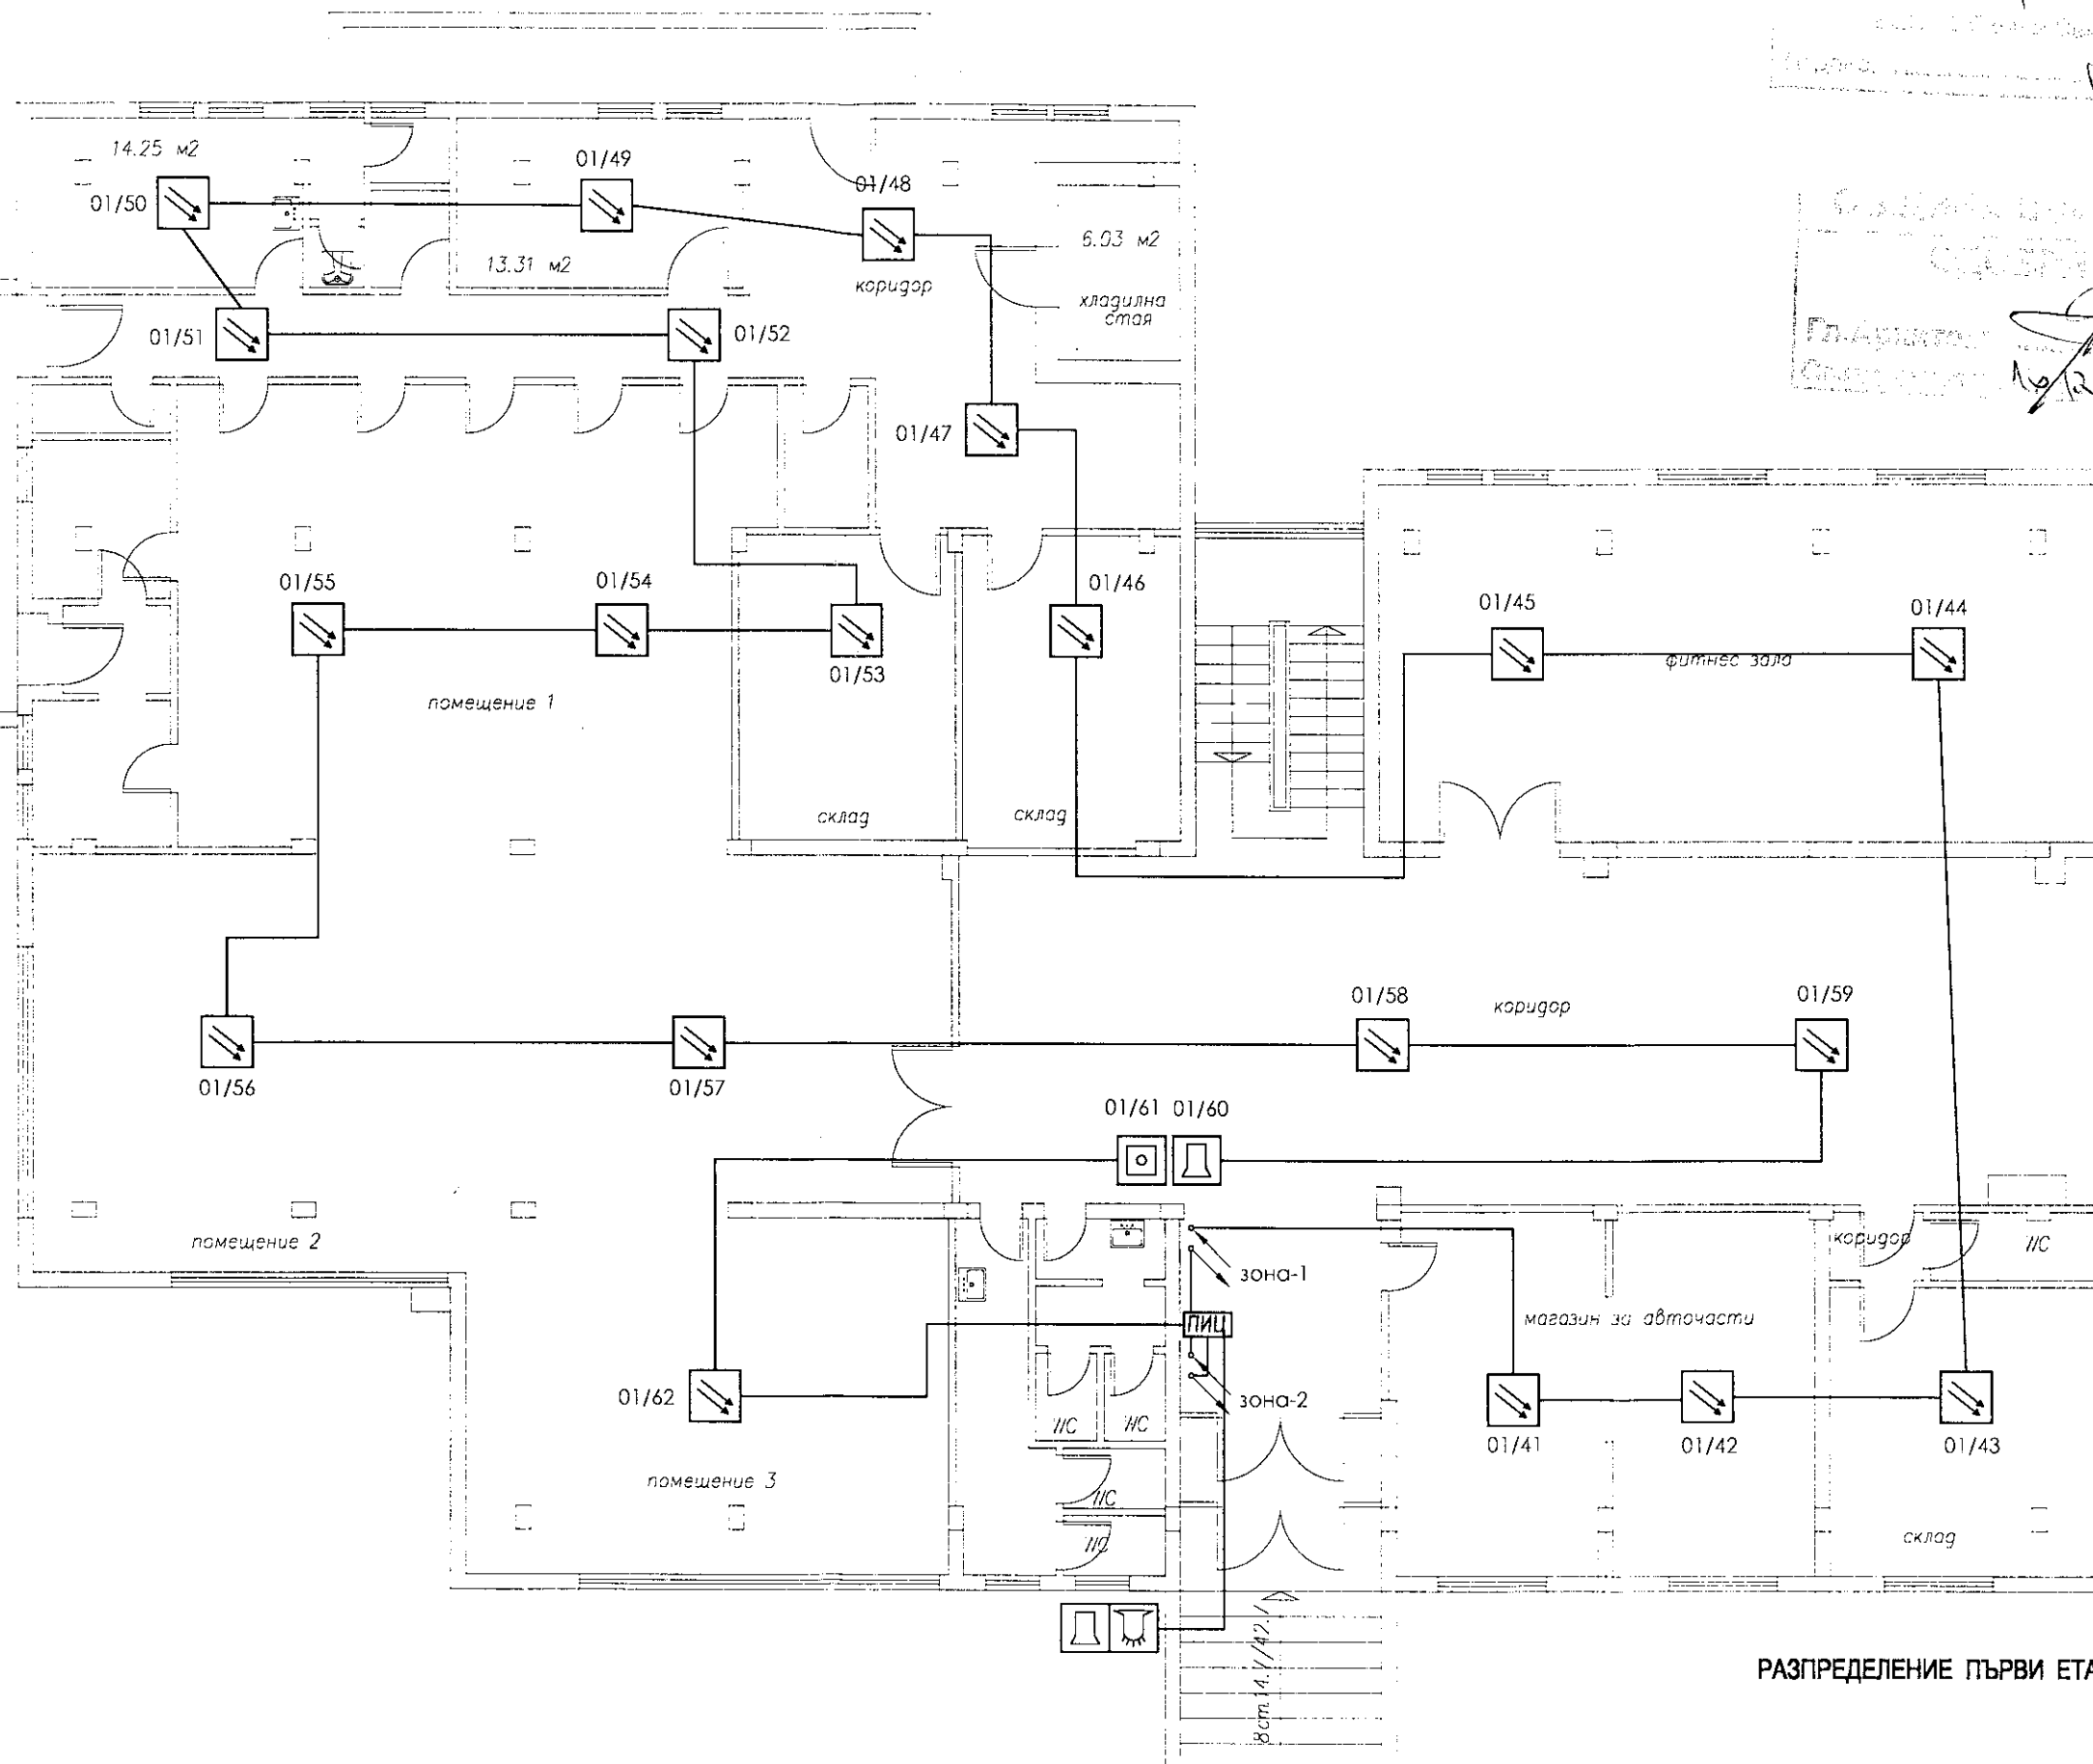 14.25 м2
01/50
01/49
01/48
13.31 м2
коридор
6.03 м2
хладилна
стая
01/51
01/52
01/47
01/55
01/54
01/53
01/46
01/45
01/44
фитнес зала
помещение 1
склад
склад
01/58
коридор
01/59
01/56
01/57
01/61
01/60
помещение 2
зона-1
ПИЦ
зона-2
коридор
WC
магазин за авточасти
01/62
WC
WC
WC
WC
01/41
01/42
01/43
помещение 3
склад
8ст.14./42./
РАЗПРЕДЕЛЕНИЕ ПЪРВИ ЕТА